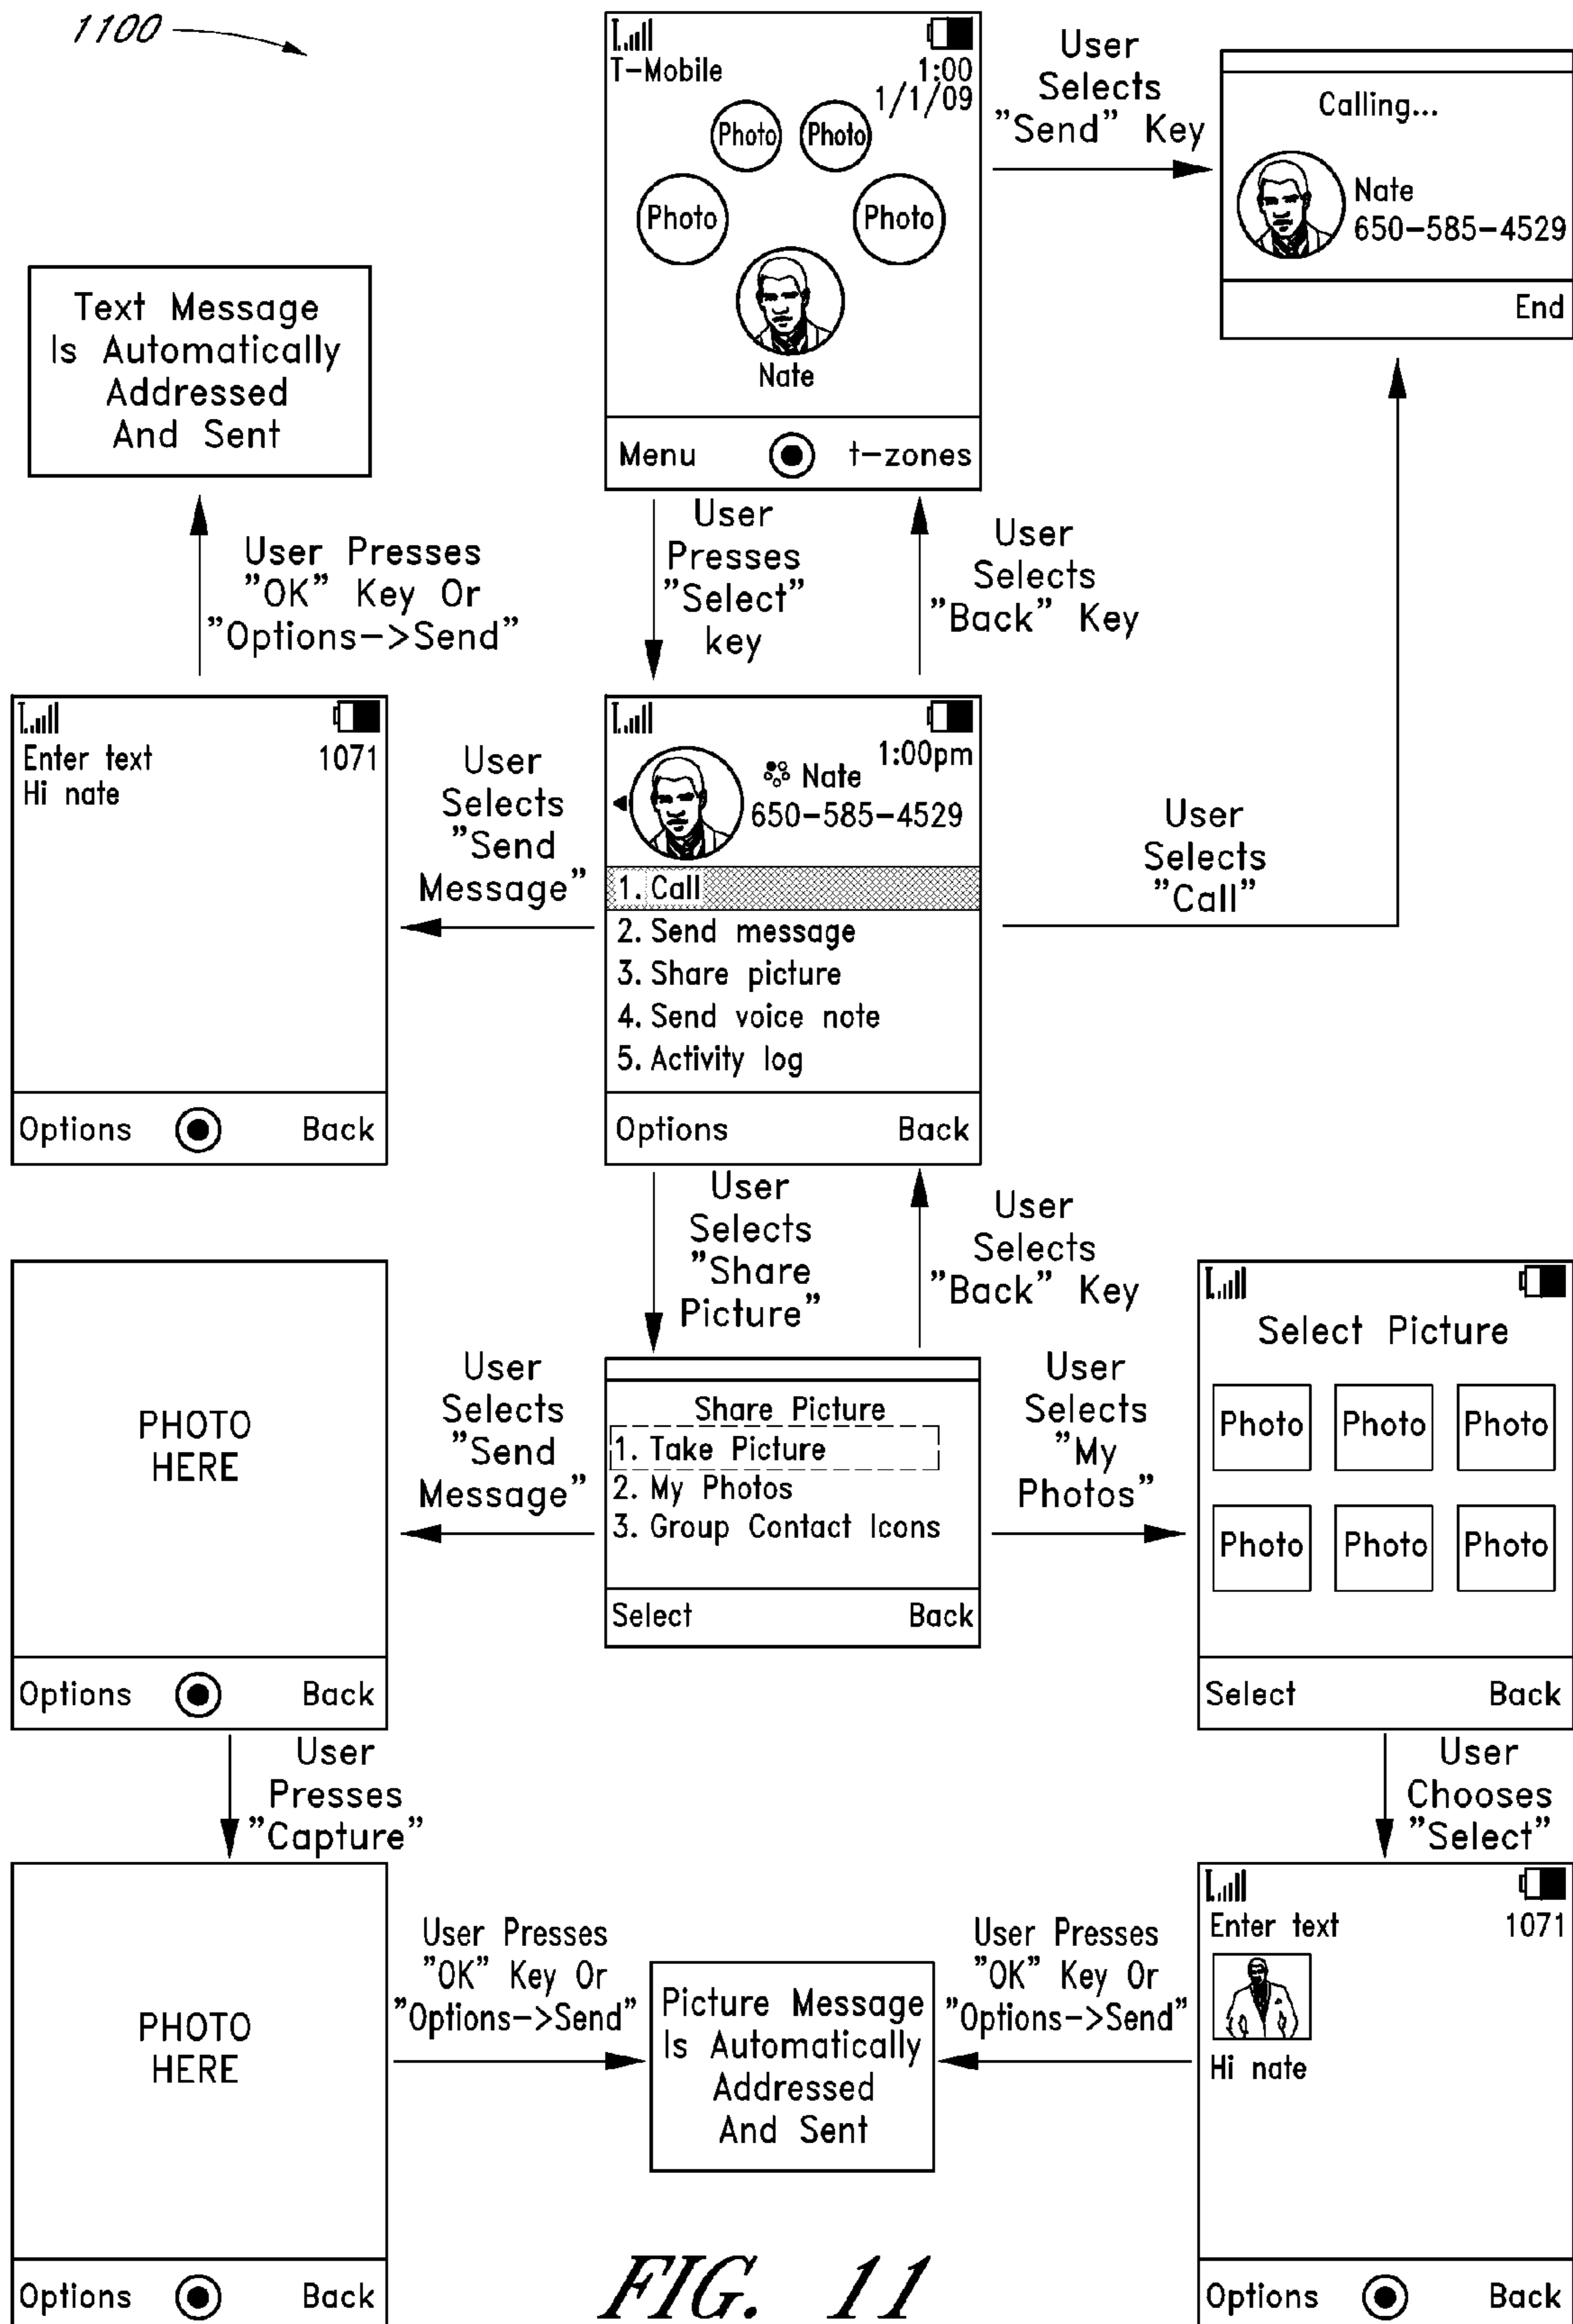 1100
T-Mobile
1:00
1/1/09
Photo
Photo
Photo
Photo
Nate
Menu
t-zones
User
Selects
"Send" Key
Calling...
Nate
650-585-4529
End
Text Message
Is Automatically
Addressed
And Sent
User Presses
"OK" Key Or
"Options->Send"
User
Presses
"Select"
key
User
Selects
"Back" Key
Enter text
1071
Hi nate
Options
Back
User
Selects
"Send
Message"
1:00pm
Nate
650-585-4529
1. Call
2. Send message
3. Share picture
4. Send voice note
5. Activity log
Options
Back
User
Selects
"Call"
User
Selects
"Share
Picture"
User
Selects
"Back" Key
PHOTO
HERE
Options
Back
User
Selects
"Send
Message"
Share Picture
1. Take Picture
2. My Photos
3. Group Contact Icons
Select
Back
User
Selects
"My
Photos"
Select Picture
Photo
Photo
Photo
Photo
Photo
Photo
Select
Back
User
Presses
"Capture"
User
Chooses
"Select"
PHOTO
HERE
Options
Back
User Presses
"OK" Key Or
"Options->Send"
Picture Message
Is Automatically
Addressed
And Sent
User Presses
"OK" Key Or
"Options->Send"
Enter text
1071
Hi nate
Options
Back
FIG. 11